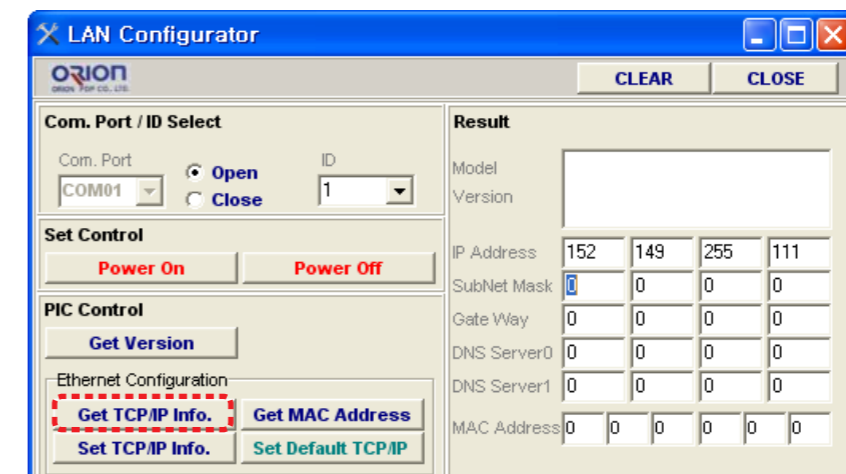 LAN Configurator
ORION
ORION PDP CO., LTD.
CLEAR CLOSE
Com. Port / ID Select
Com. Port
COM01
Open
Close
ID
1
Set Control
Power On Power Off
PIC Control
Get Version
Ethernet Configuration
Get TCP/IP Info. Get MAC Address
Set TCP/IP Info. Set Default TCP/IP
Result
Model
Version
IP Address 152 149 255 111
SubNet Mask 0 0 0 0
Gate Way 0 0 0 0
DNS Server0 0 0 0 0
DNS Server1 0 0 0 0
MAC Address 0 0 0 0 0 0